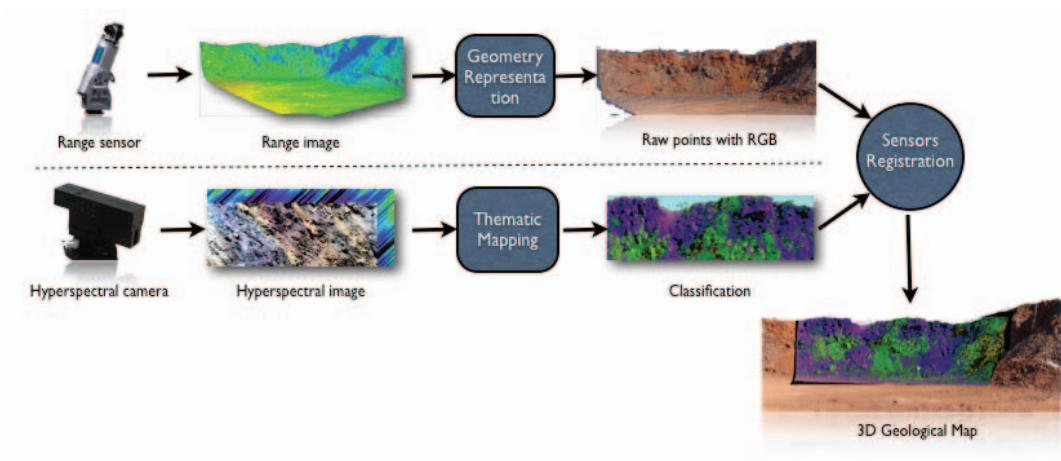 Geometry
Representa
tion
Range sensor
Range image
Raw points with RGB
Sensors
Registration
Thematic
Mapping
Hyperspectral camera
Hyperspectral image
Classification
3D Geological Map